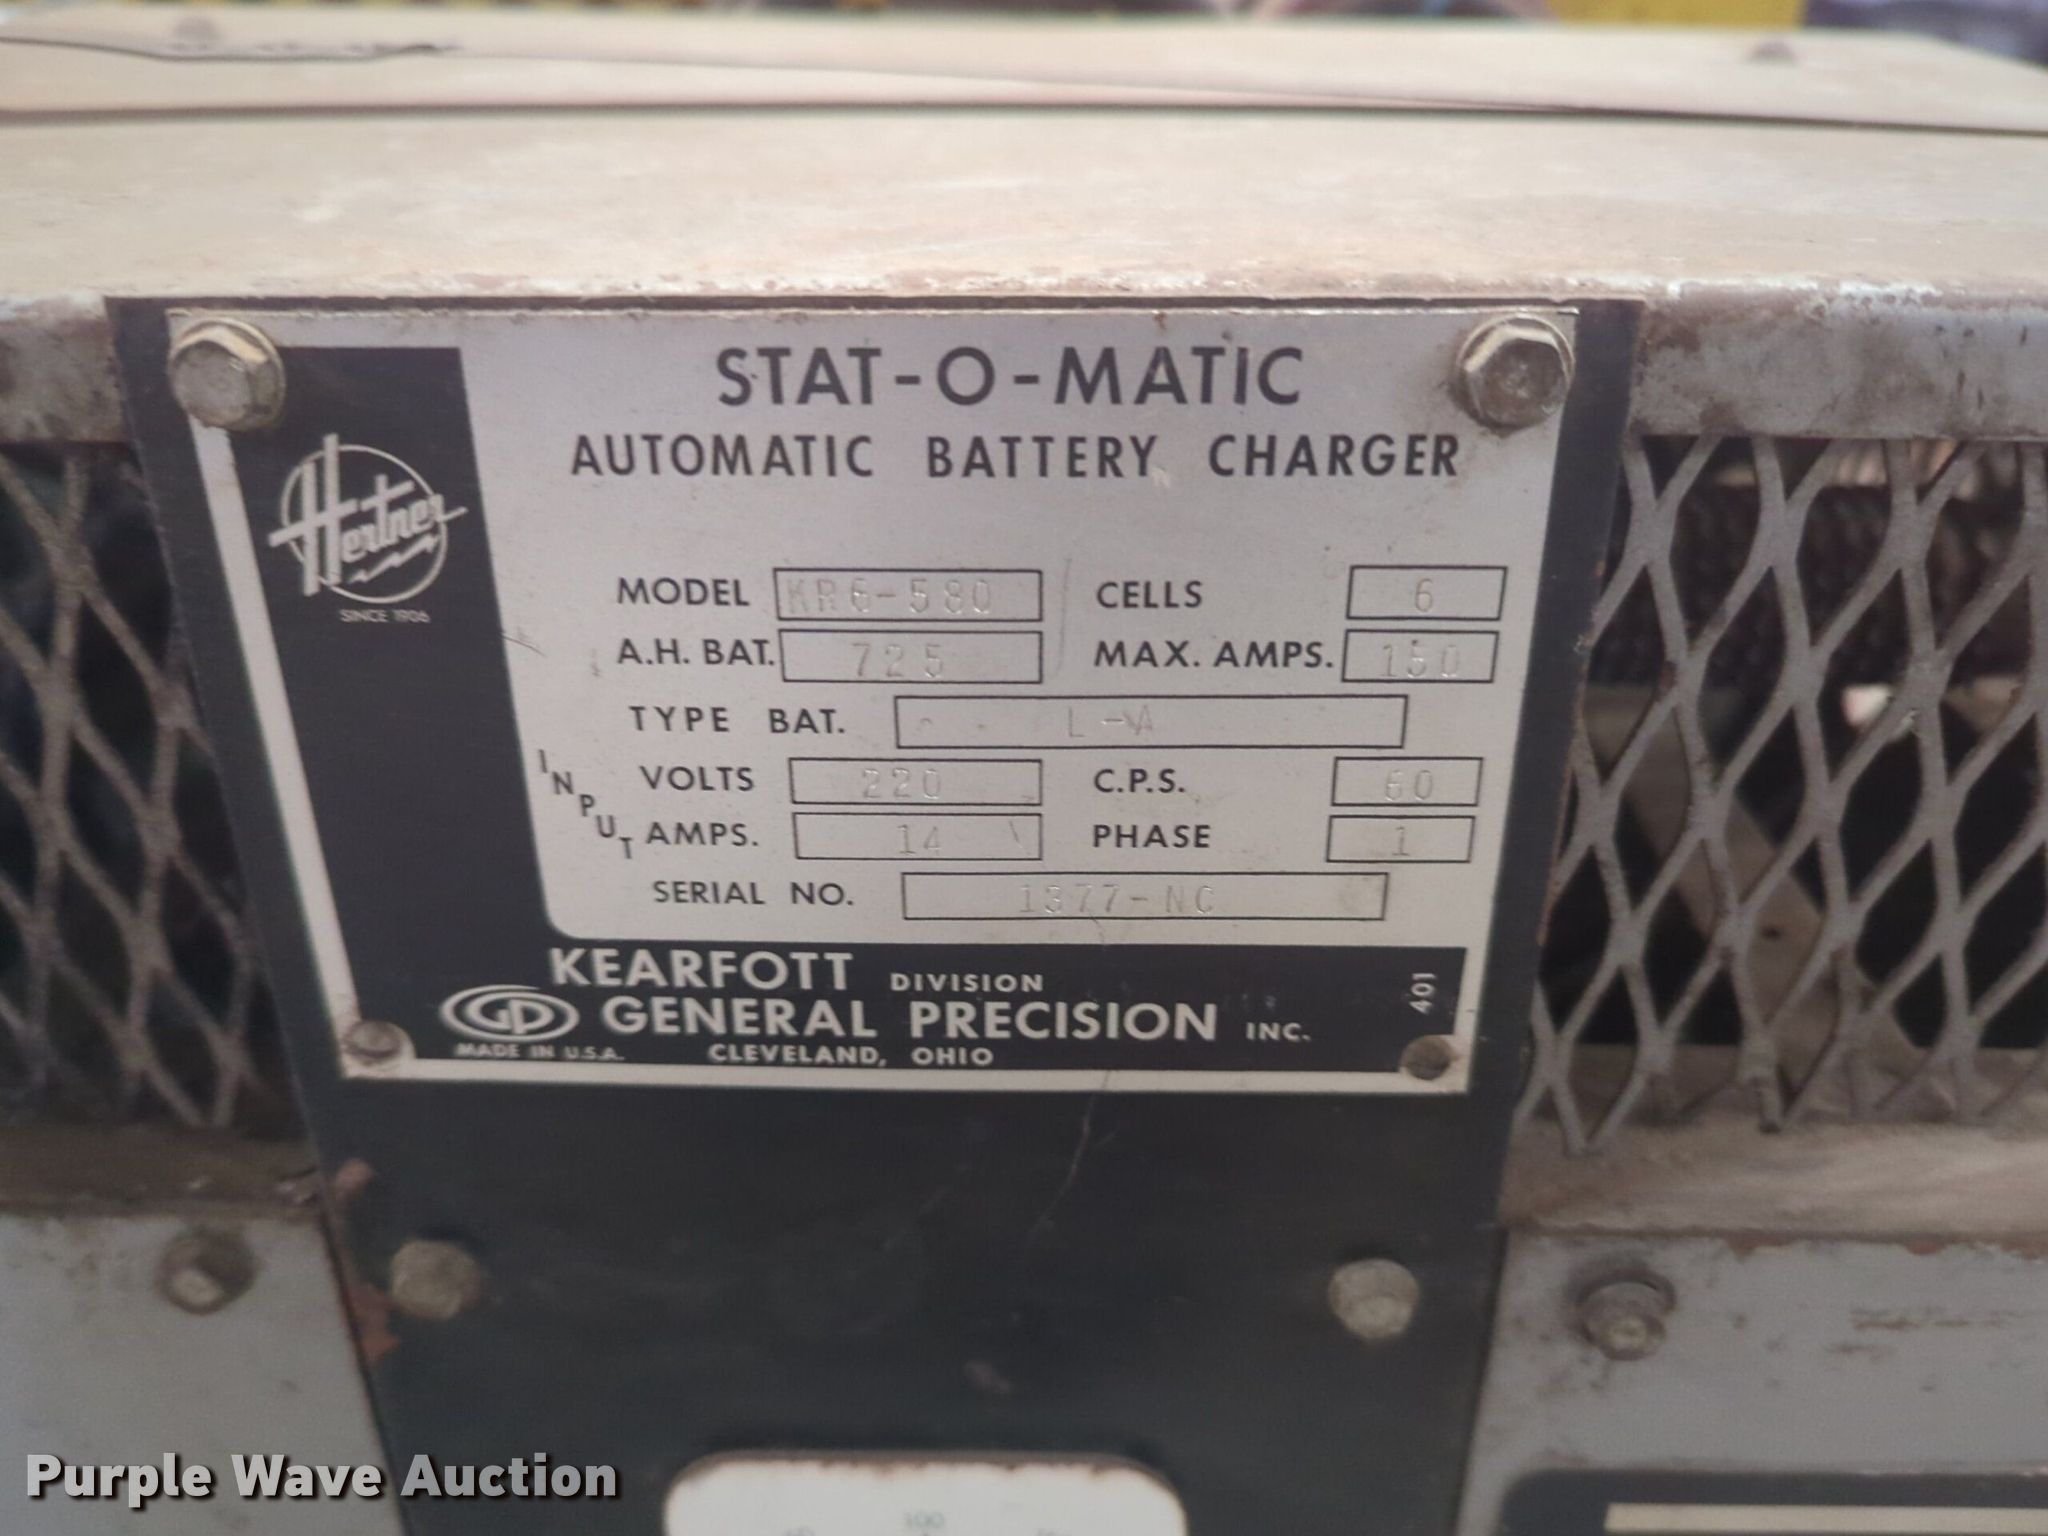 STAT-O-MATIC
AUTOMATIC BATTERY CHARGER
Hertner
SINCE 1906
MODEL KR6-580 CELLS 6
A.H. BAT. 725 MAX. AMPS. 150
TYPE BAT. L-A
INPUT
VOLTS 220 C.P.S. 60
AMPS. 14 PHASE 1
SERIAL NO. 1377-NC
KEARFOTT DIVISION
GP GENERAL PRECISION INC.
MADE IN U.S.A. CLEVELAND, OHIO
401
100
Purple Wave Auction